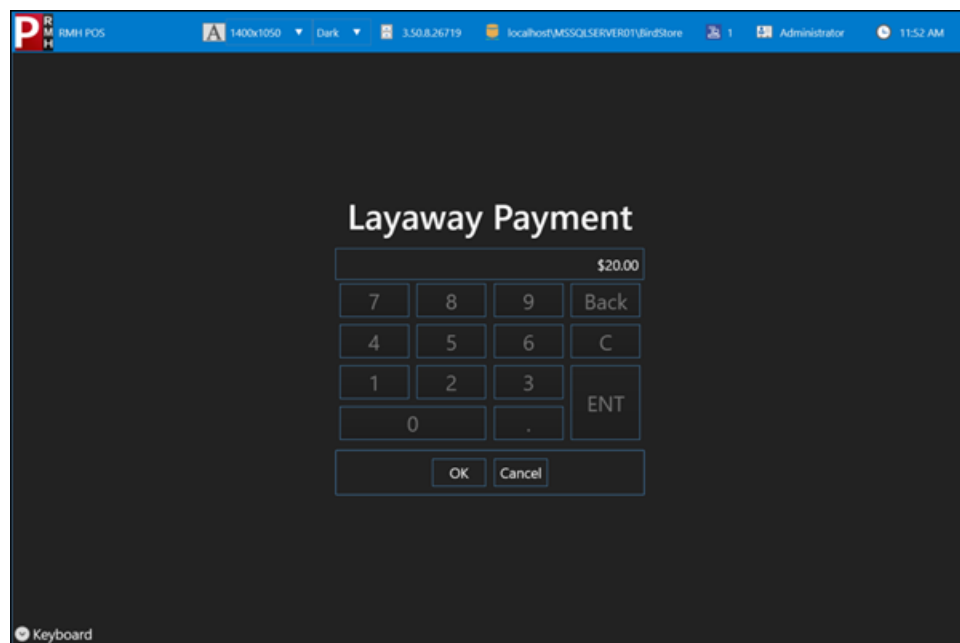 P RMH RMH POS A 1400x1050 Dark 3.50.8.26719 localhost\MSSQLSERVER01\BirdStore 1 Administrator 11:52 AM
Layaway Payment
$20.00
7 8 9 Back
4 5 6 C
1 2 3 ENT
0 .
OK Cancel
Keyboard